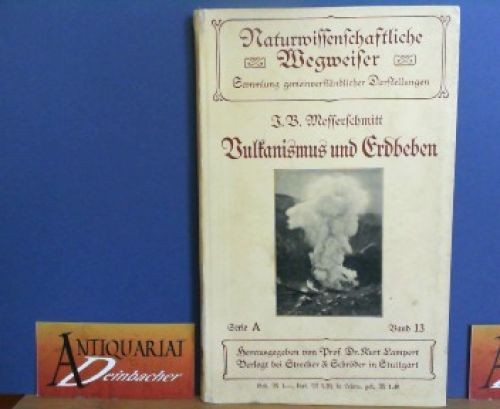 Naturwissenschaftliche
Wegweiser
Sammlung gemeinverständlicher Darstellungen
J. B. Messerschmitt
Vulkanismus und Erdbeben
Serie A
Band 13
Herausgegeben von Prof. Dr. Kurt Lampert
Verlegt bei Strecker & Schröder in Stuttgart
ANTIQUARIAT
Deinbacher
A